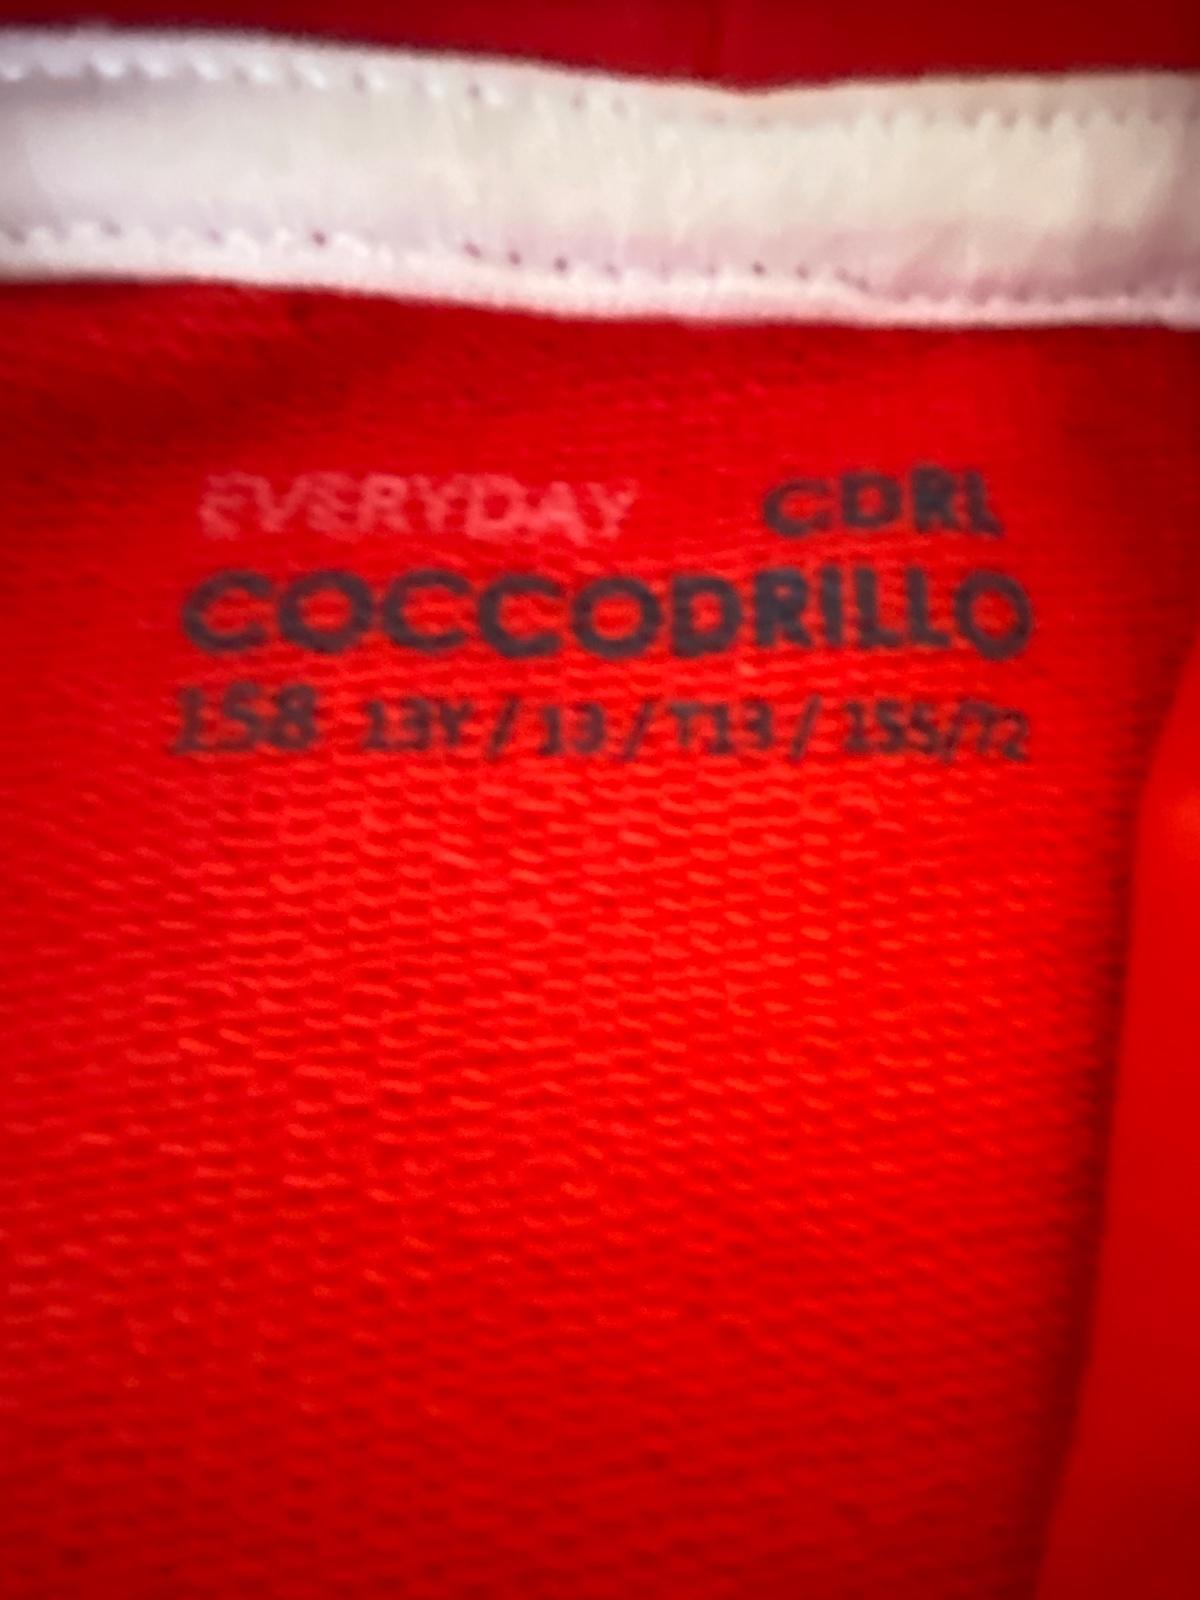 EVERYDAY CDRL
COCCODRILLO
158 13Y / 13 / T13 / 155/72